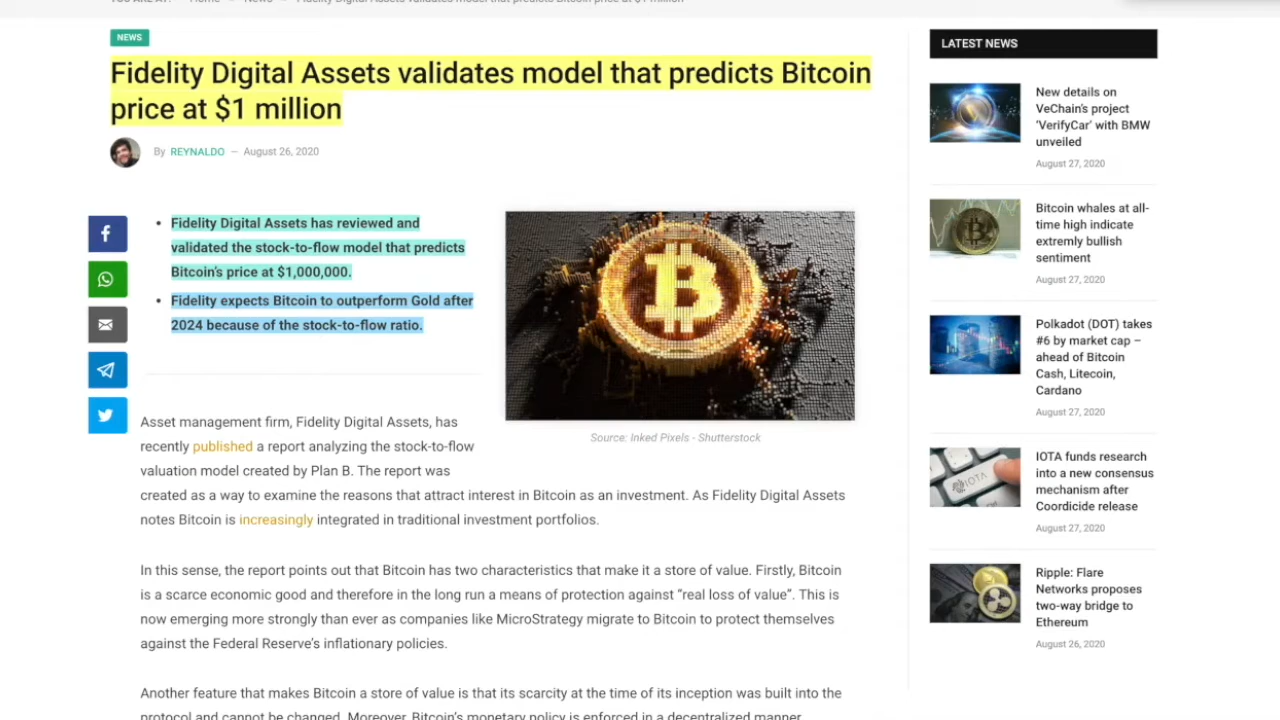 YOU ARE AT: Home News Fidelity Digital Assets validates model that predicts Bitcoin price at $1 million
NEWS
Fidelity Digital Assets validates model that predicts Bitcoin
price at $1 million
By REYNALDO — August 26, 2020
• Fidelity Digital Assets has reviewed and
validated the stock-to-flow model that predicts
Bitcoin's price at $1,000,000.
• Fidelity expects Bitcoin to outperform Gold after
2024 because of the stock-to-flow ratio.
Source: Inked Pixels - Shutterstock
Asset management firm, Fidelity Digital Assets, has
recently published a report analyzing the stock-to-flow
valuation model created by Plan B. The report was
created as a way to examine the reasons that attract interest in Bitcoin as an investment. As Fidelity Digital Assets
notes Bitcoin is increasingly integrated in traditional investment portfolios.
In this sense, the report points out that Bitcoin has two characteristics that make it a store of value. Firstly, Bitcoin
is a scarce economic good and therefore in the long run a means of protection against “real loss of value”. This is
now emerging more strongly than ever as companies like MicroStrategy migrate to Bitcoin to protect themselves
against the Federal Reserve's inflationary policies.
Another feature that makes Bitcoin a store of value is that its scarcity at the time of its inception was built into the
protocol and cannot be changed. Moreover, Bitcoin's monetary policy is enforced in a decentralized manner
LATEST NEWS
New details on
VeChain's project
‘VerifyCar’ with BMW
unveiled
August 27, 2020
Bitcoin whales at all-
time high indicate
extremely bullish
sentiment
August 27, 2020
Polkadot (DOT) takes
#6 by market cap –
ahead of Bitcoin
Cash, Litecoin,
Cardano
August 27, 2020
IOTA
IOTA funds research
into a new consensus
mechanism after
Coordicide release
August 27, 2020
Ripple: Flare
Networks proposes
two-way bridge to
Ethereum
August 26, 2020